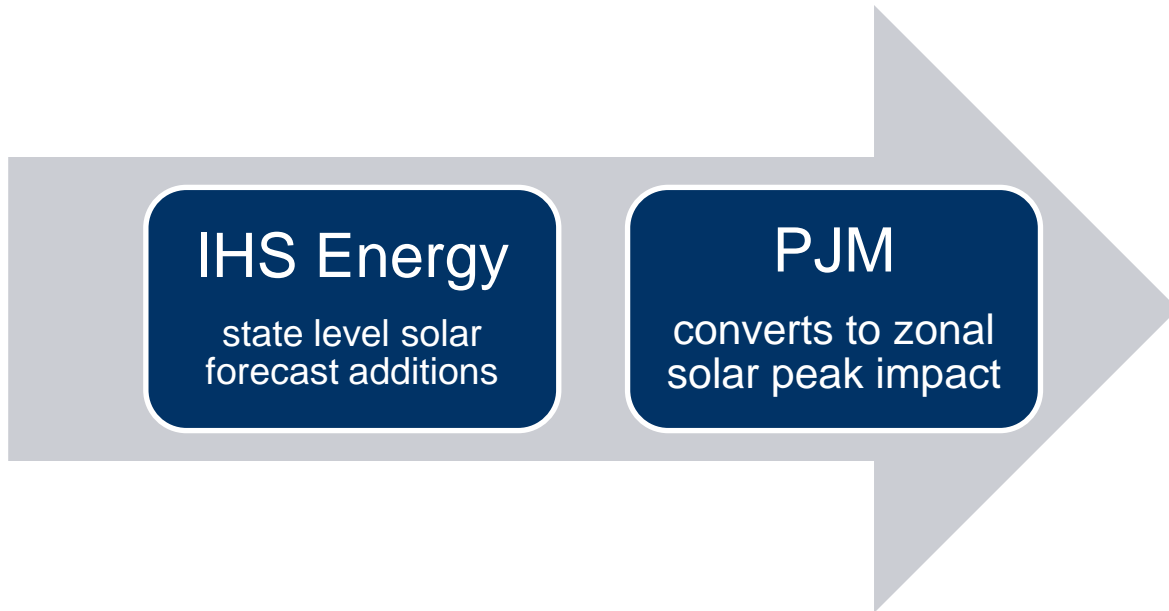 IHS Energy
state level solar
forecast additions
PJM
converts to zonal
solar peak impact